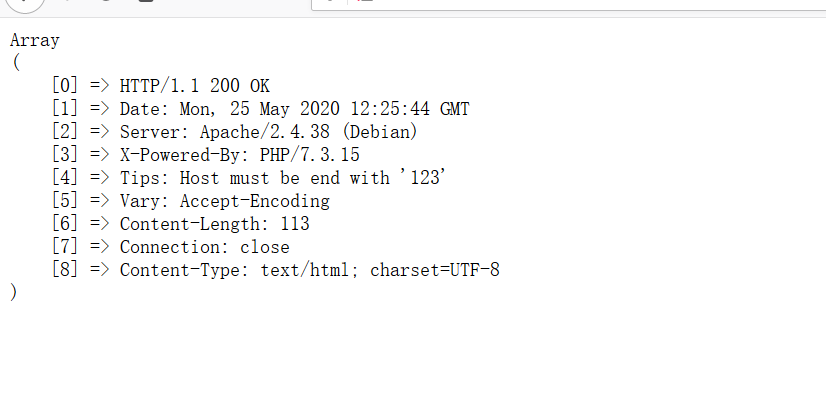 Array
(
[0] => HTTP/1.1 200 OK
[1] => Date: Mon, 25 May 2020 12:25:44 GMT
[2] => Server: Apache/2.4.38 (Debian)
[3] => X-Powered-By: PHP/7.3.15
[4] => Tips: Host must be end with '123'
[5] => Vary: Accept-Encoding
[6] => Content-Length: 113
[7] => Connection: close
[8] => Content-Type: text/html; charset=UTF-8
)